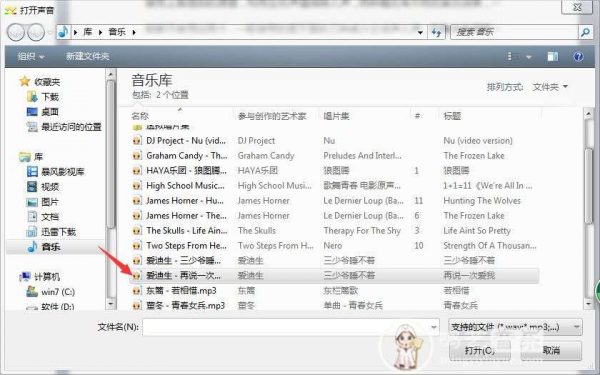 打开声音
库 ▸ 音乐 ▸
搜索 音乐
组织 新建文件夹
收藏夹
下载
桌面
最近访问的位置
库
暴风影视库
视频
图片
文档
迅雷下载
音乐
计算机
win7 (C:)
软件 (D:)
音乐库
包括: 2 个位置
排列方式: 文件夹
名称 参与创作的艺术家 唱片集 # 标题
虚拟唱片集
DJ Project - Nu (vid... DJ Project Nu Nu (video version)
Graham Candy - Th... Graham Candy Preludes And Interl... The Frozen Lake
HAYA乐团 - 狼图腾... HAYA乐团 狼图腾 1 狼图腾
High School Music... High School Music... 歌舞青春 电影原声... 1+1=11《We're All In ...
James Horner - Hu... James Horner Le Dernier Loup (Ba... 11 Hunting The Wolves
James Horner - The... James Horner Le Dernier Loup (Ba... 6 The Frozen Lake
The Skulls - Life Ain... The Skulls Therapy For The Shy 3 Life Aint So Pretty
Two Steps From He... Two Steps From He... Nero 10 Strength Of A Thousan...
爱迪生 - 三少爷睡不... 爱迪生 三少爷睡不着 三少爷睡不着
爱迪生 - 再说一次... 爱迪生 三少爷睡不着 再说一次爱我
东篱 - 若相惜.mp3 东篱 东栏篱歌 若相惜
董冬 - 青春女兵.mp3 董冬 单曲 - 青春女兵 青春女兵
文件名(N):
支持的文件 (*.wav;*.mp3;...)
打开(O) 取消